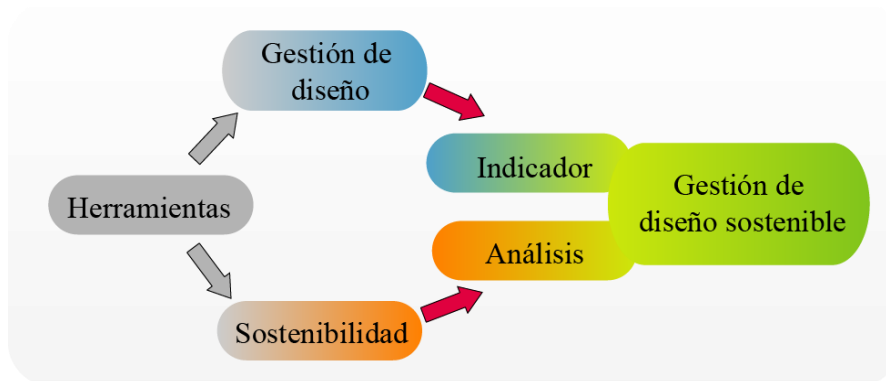 Gestión de
diseño
Indicador
Gestión de
diseño sostenible
Herramientas
Análisis
Sostenibilidad